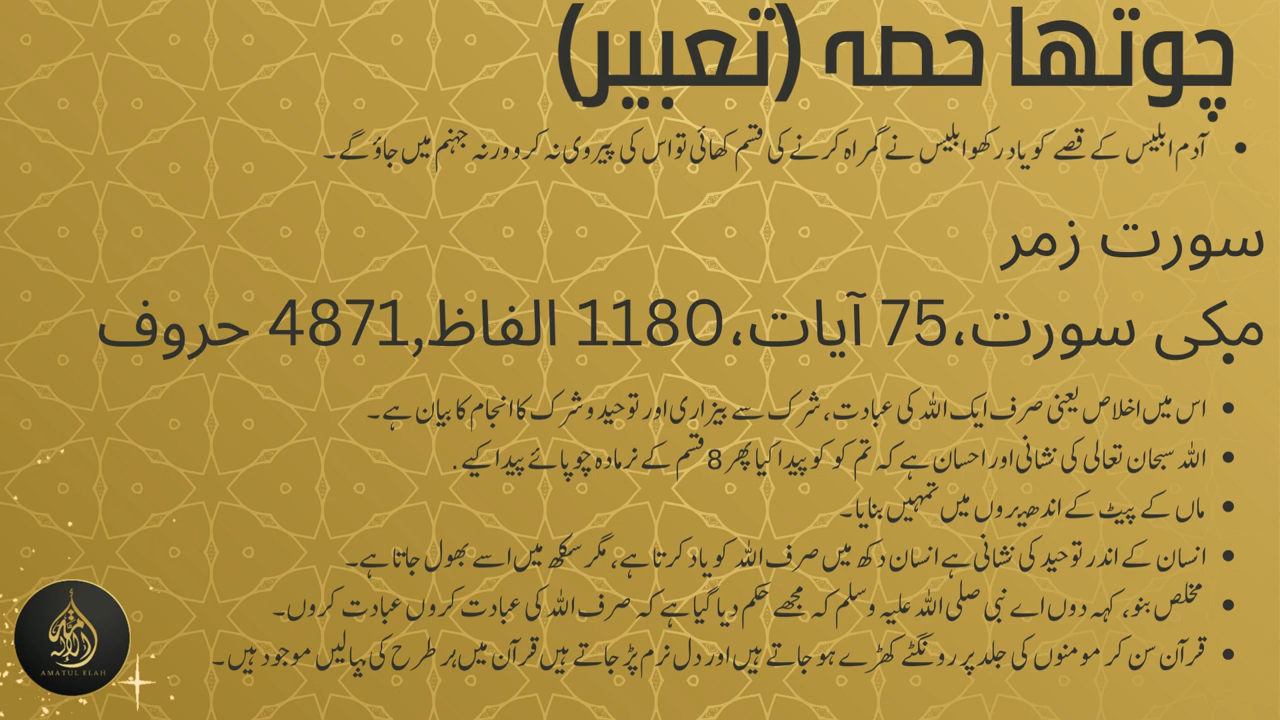 چوتھا حصہ (تعبیر)
• آدم ابلیس کے قصے کو یاد رکھو ابلیس نے گمراہ کرنے کی قسم کھائی تو اس کی پیروی نہ کرو ورنہ جہنم میں جاؤ گے۔
سورت زمر
مکی سورت،75 آیات،1180 الفاظ,4871 حروف
• اس میں اخلاص یعنی صرف ایک اللہ کی عبادت، شرک سے بیزاری اور توحید و شرک کا انجام کا بیان ہے۔
• اللہ سبحان تعالی کی نشانی اور احسان ہے کہ تم کو کو پیدا کیا پھر 8 قسم کے نر مادہ چوپائے پیدا کیے .
• ماں کے پیٹ کے اندھیروں میں تمہیں بنایا۔
• انسان کے اندر توحید کی نشانی ہے انسان دکھ میں صرف اللہ کو یاد کرتا ہے، مگر سکھ میں اسے بھول جاتا ہے۔
• مخلص بنو، کہہ دوں اے نبی صلی اللہ علیہ وسلم کہ مجھے حکم دیا گیا ہے کہ صرف اللہ کی عبادت کروں عبادت کروں۔
• قرآن سن کر مومنوں کی جلد پر رونگٹے کھڑے ہو جاتے ہیں اور دل نرم پڑ جاتے ہیں قرآن میں ہر طرح کی موجود ہیں۔
AMATUL ELAH